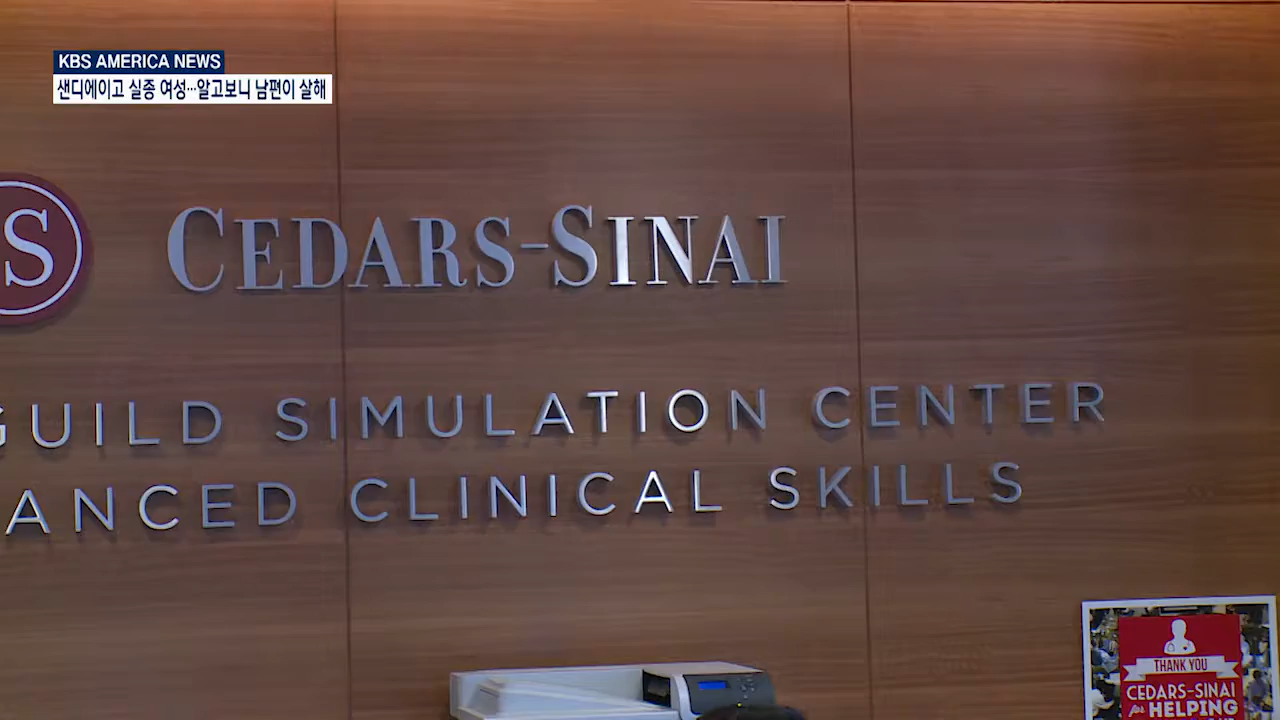 KBS AMERICA NEWS
샌디에이고 실종 여성…알고보니 남편이 살해
S
CEDARS-SINAI
GUILD SIMULATION CENTER
ANCED CLINICAL SKILLS
THANK YOU
CEDARS-SINAI
for HELPING